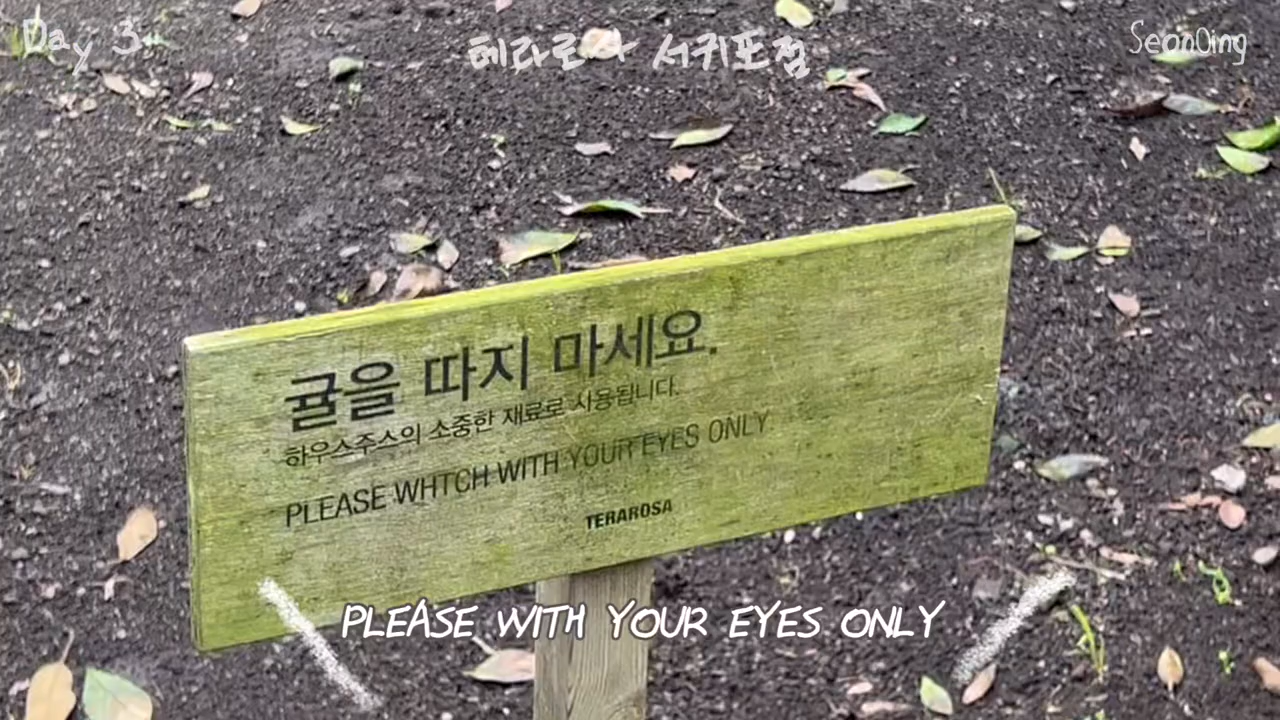 Day 3
테라로사 서귀포점
SeonOing
귤을 따지 마세요.
하우스주스의 소중한 재료로 사용됩니다.
PLEASE WHTCH WITH YOUR EYES ONLY.
TERAROSA
PLEASE WITH YOUR EYES ONLY